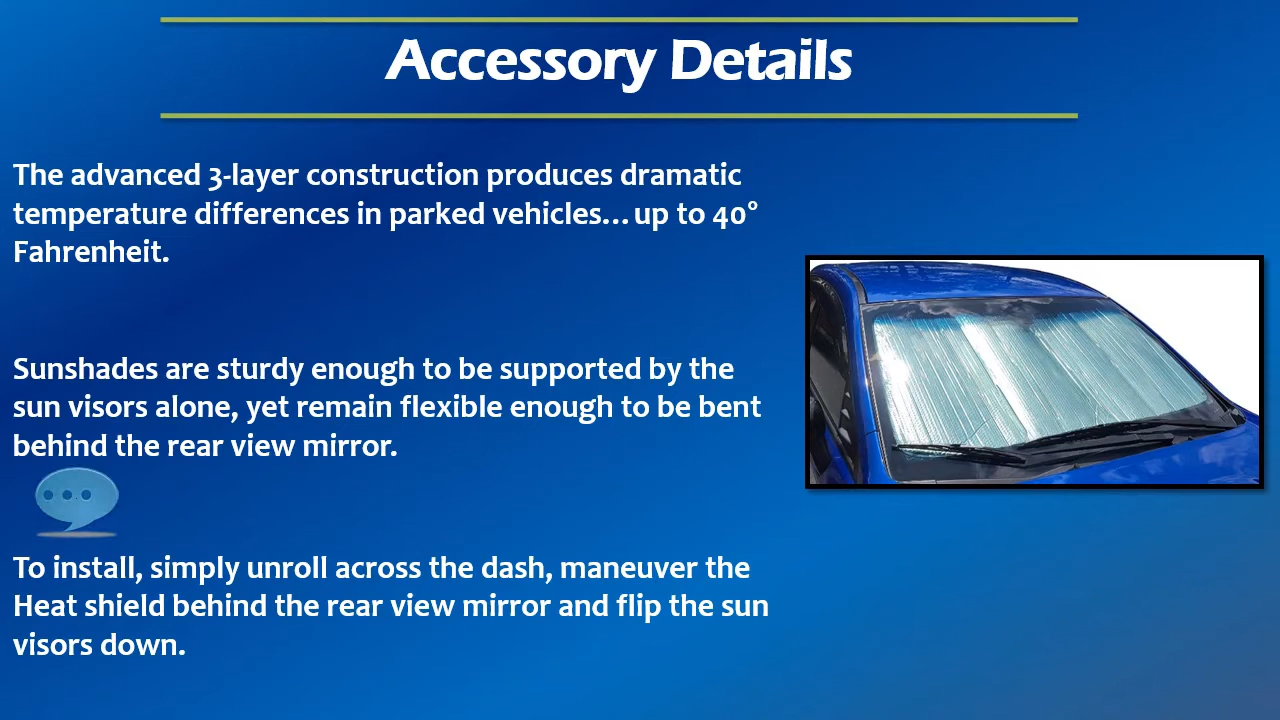 Accessory Details
The advanced 3-layer construction produces dramatic
temperature differences in parked vehicles...up to 40°
Fahrenheit.
Sunshades are sturdy enough to be supported by the
sun visors alone, yet remain flexible enough to be bent
behind the rear view mirror.
To install, simply unroll across the dash, maneuver the
Heat shield behind the rear view mirror and flip the sun
visors down.